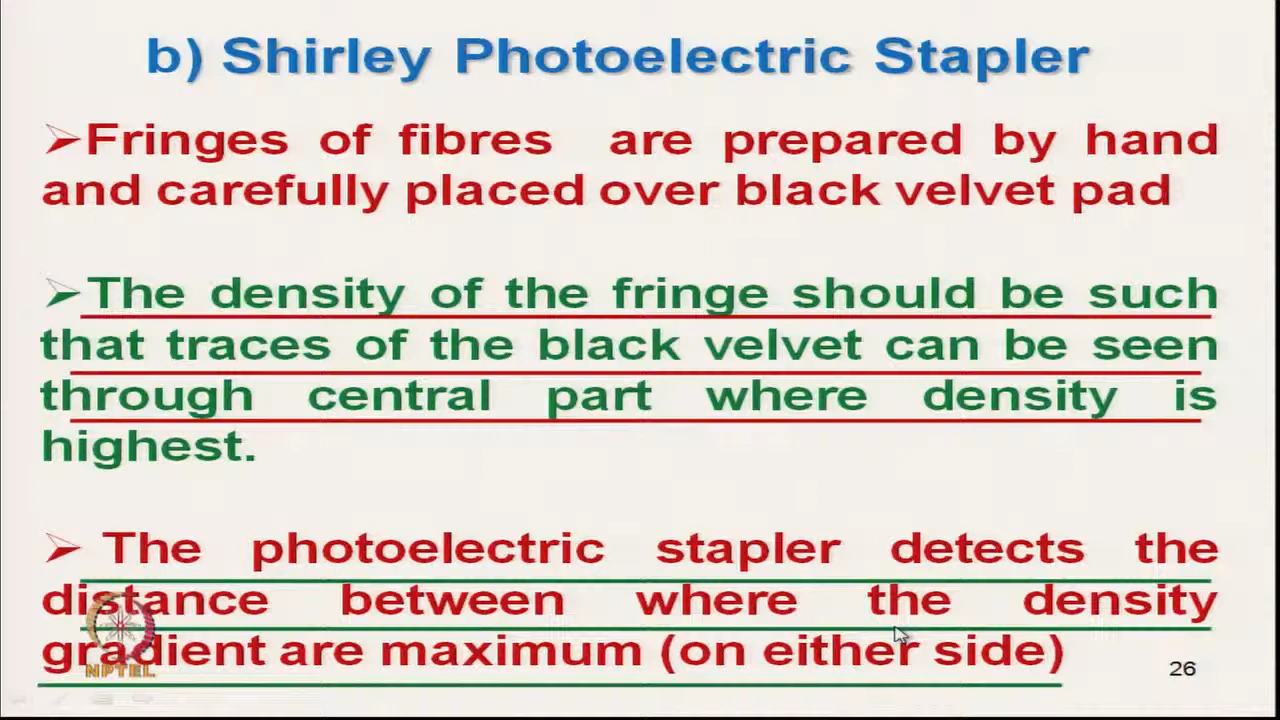 b) Shirley Photoelectric Stapler
➢Fringes of fibres are prepared by hand
and carefully placed over black velvet pad
➢The density of the fringe should be such
that traces of the black velvet can be seen
through central part where density is
highest.
➢ The photoelectric stapler detects the
distance between where the density
gradient are maximum (on either side)
NPTEL
26